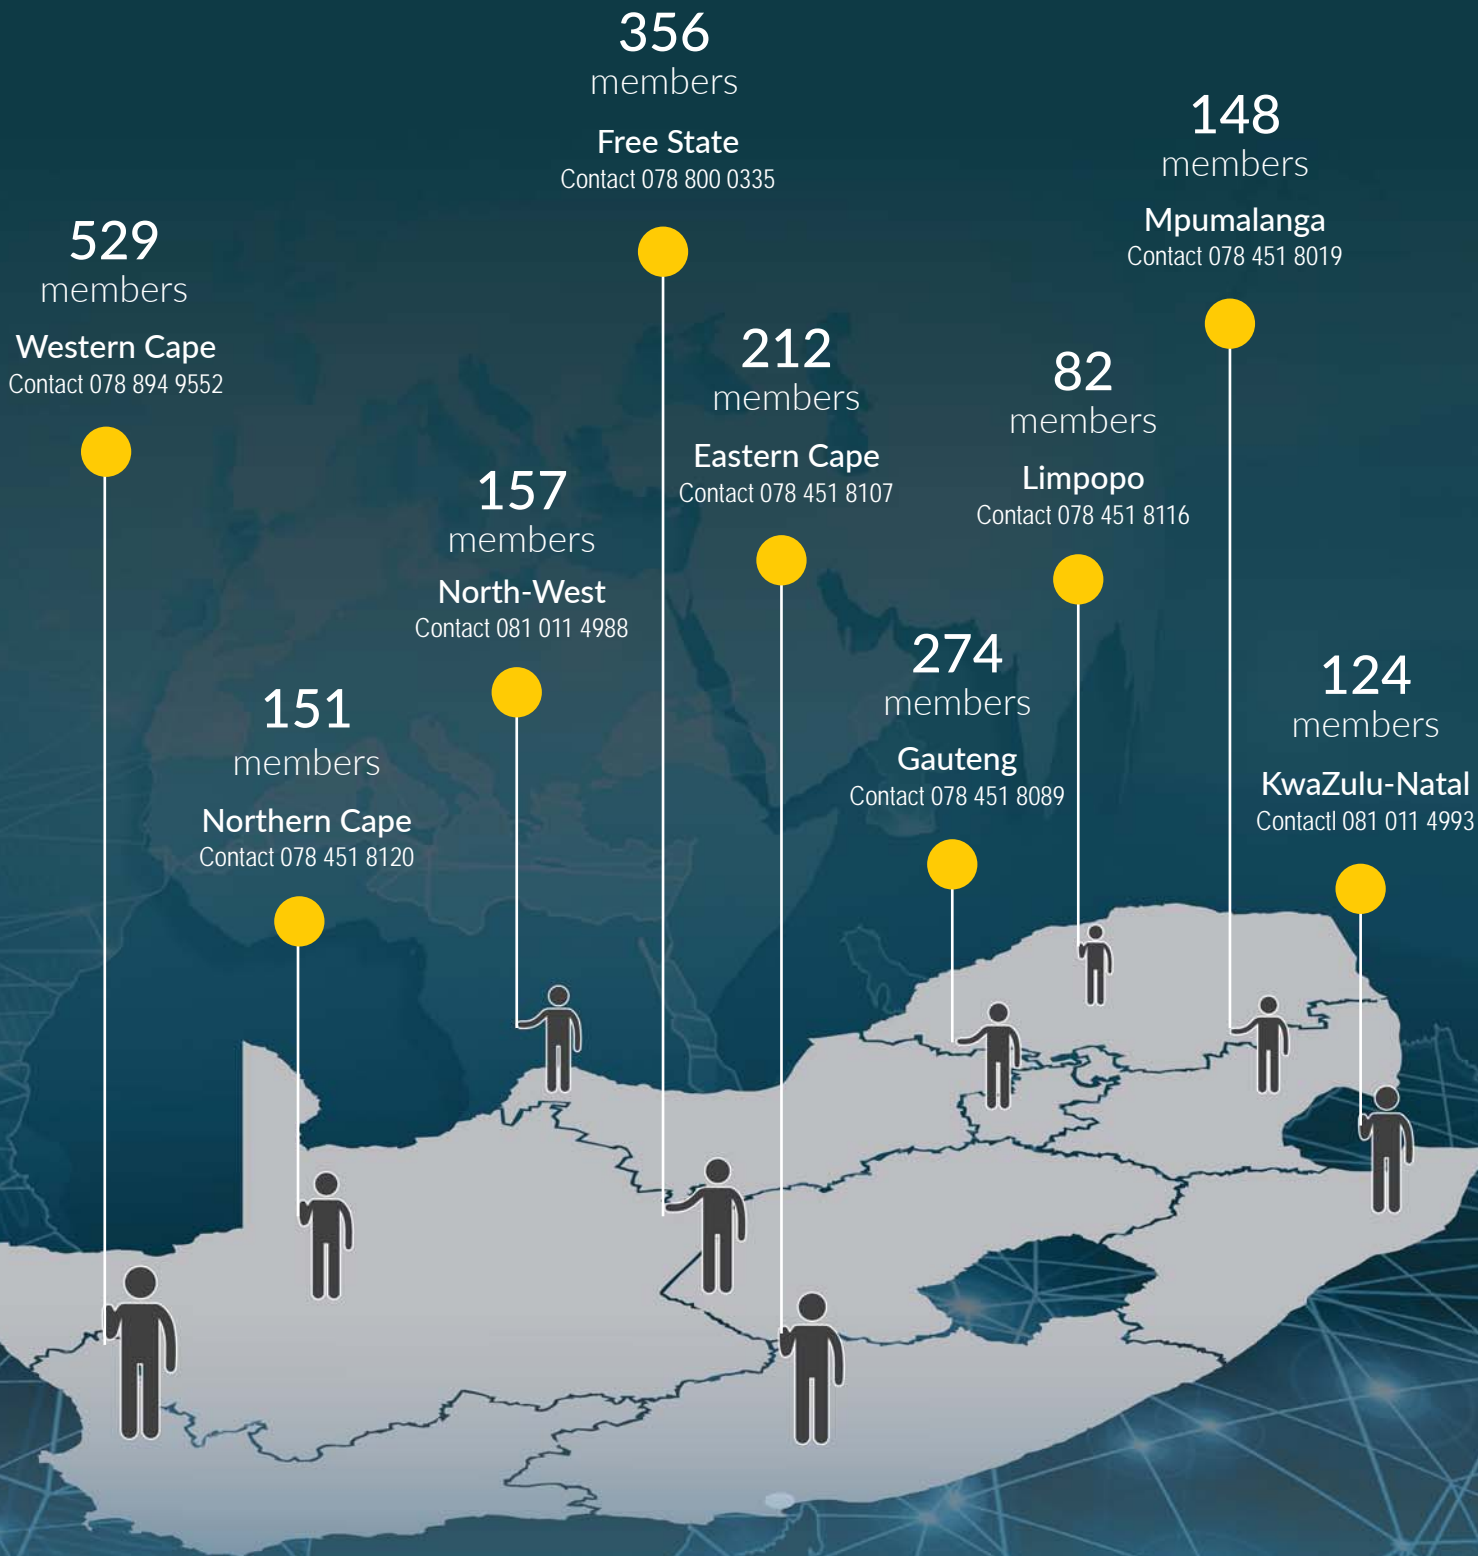 356
members
Free State
Contact 078 800 0335
148
members
Mpumalanga
Contact 078 451 8019
529
members
Western Cape
Contact 078 894 9552
212
members
Eastern Cape
Contact 078 451 8107
82
members
Limpopo
Contact 078 451 8116
157
members
North-West
Contact 081 011 4988
274
members
Gauteng
Contact 078 451 8089
124
members
KwaZulu-Natal
Contactl 081 011 4993
151
members
Northern Cape
Contact 078 451 8120